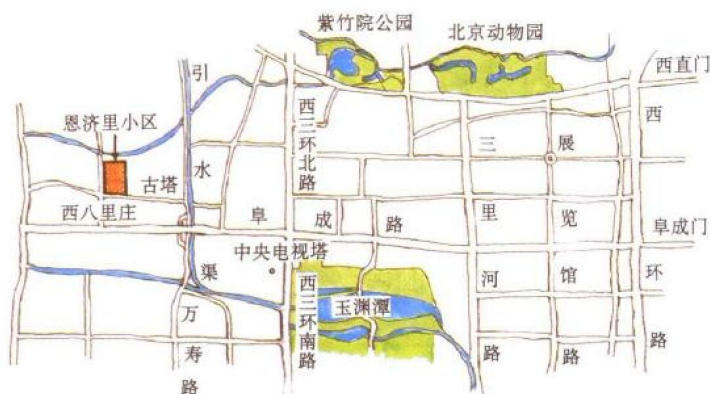 紫竹院公园
北京动物园
西直门
引水渠
恩济里小区
古塔
西八里庄
西三环北路
阜成路
三里河路
展览馆路
西环路
阜成门
中央电视塔
西三环南路
玉渊潭
万寿路